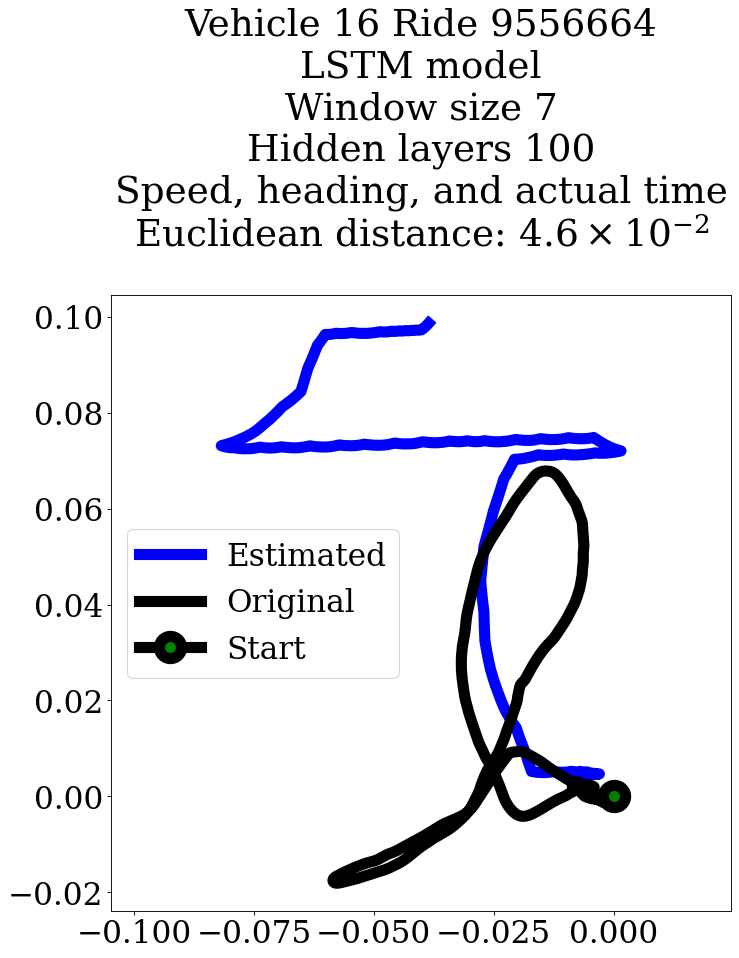 Vehicle 16 Ride 9556664
LSTM model
Window size 7
Hidden layers 100
Speed, heading, and actual time
Euclidean distance: 4.6 × 10⁻²
0.10
0.08
0.06
0.04
0.02
0.00
−0.02
Estimated
Original
Start
−0.100 −0.075 −0.050 −0.025 0.000